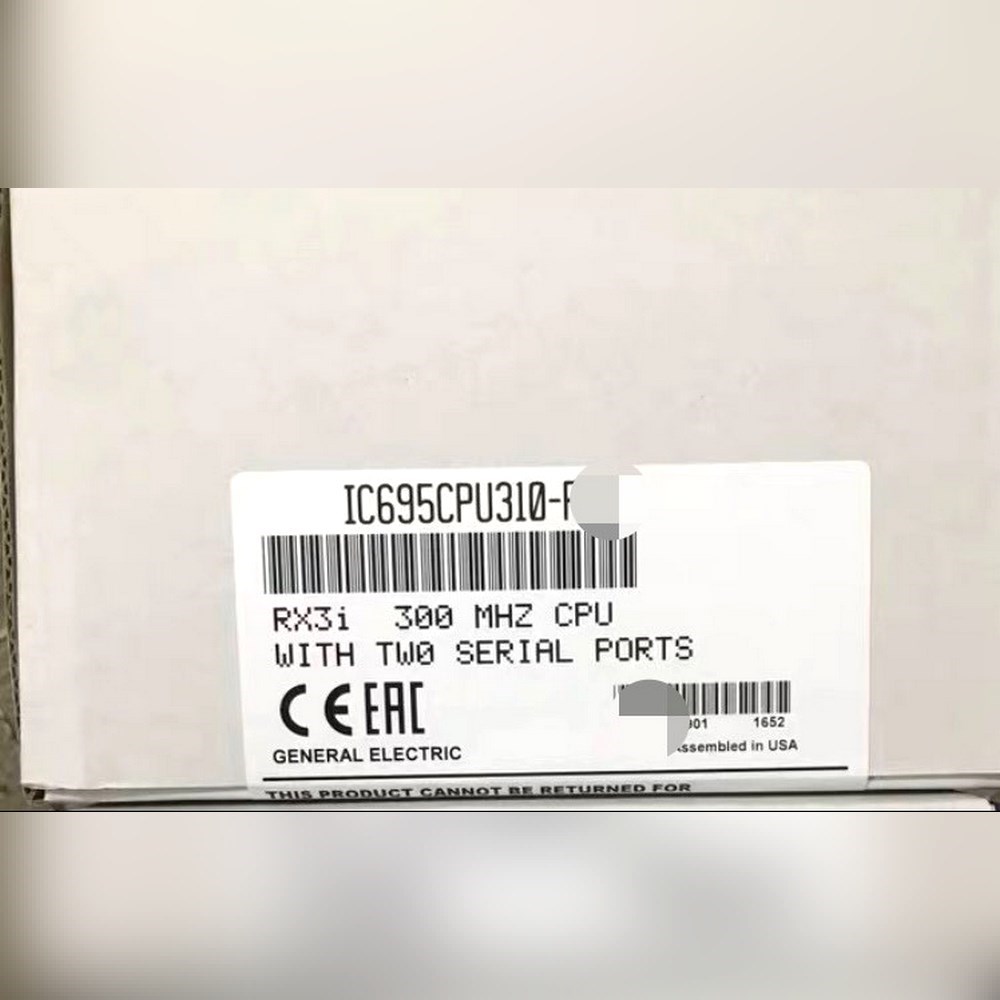 IC695CPU310-
RX3i 300 MHZ CPU
WITH TWO SERIAL PORTS
CE EAC
1652
Assembled in USA
GENERAL ELECTRIC
THIS PRODUCT CANNOT BE RETURNED FOR